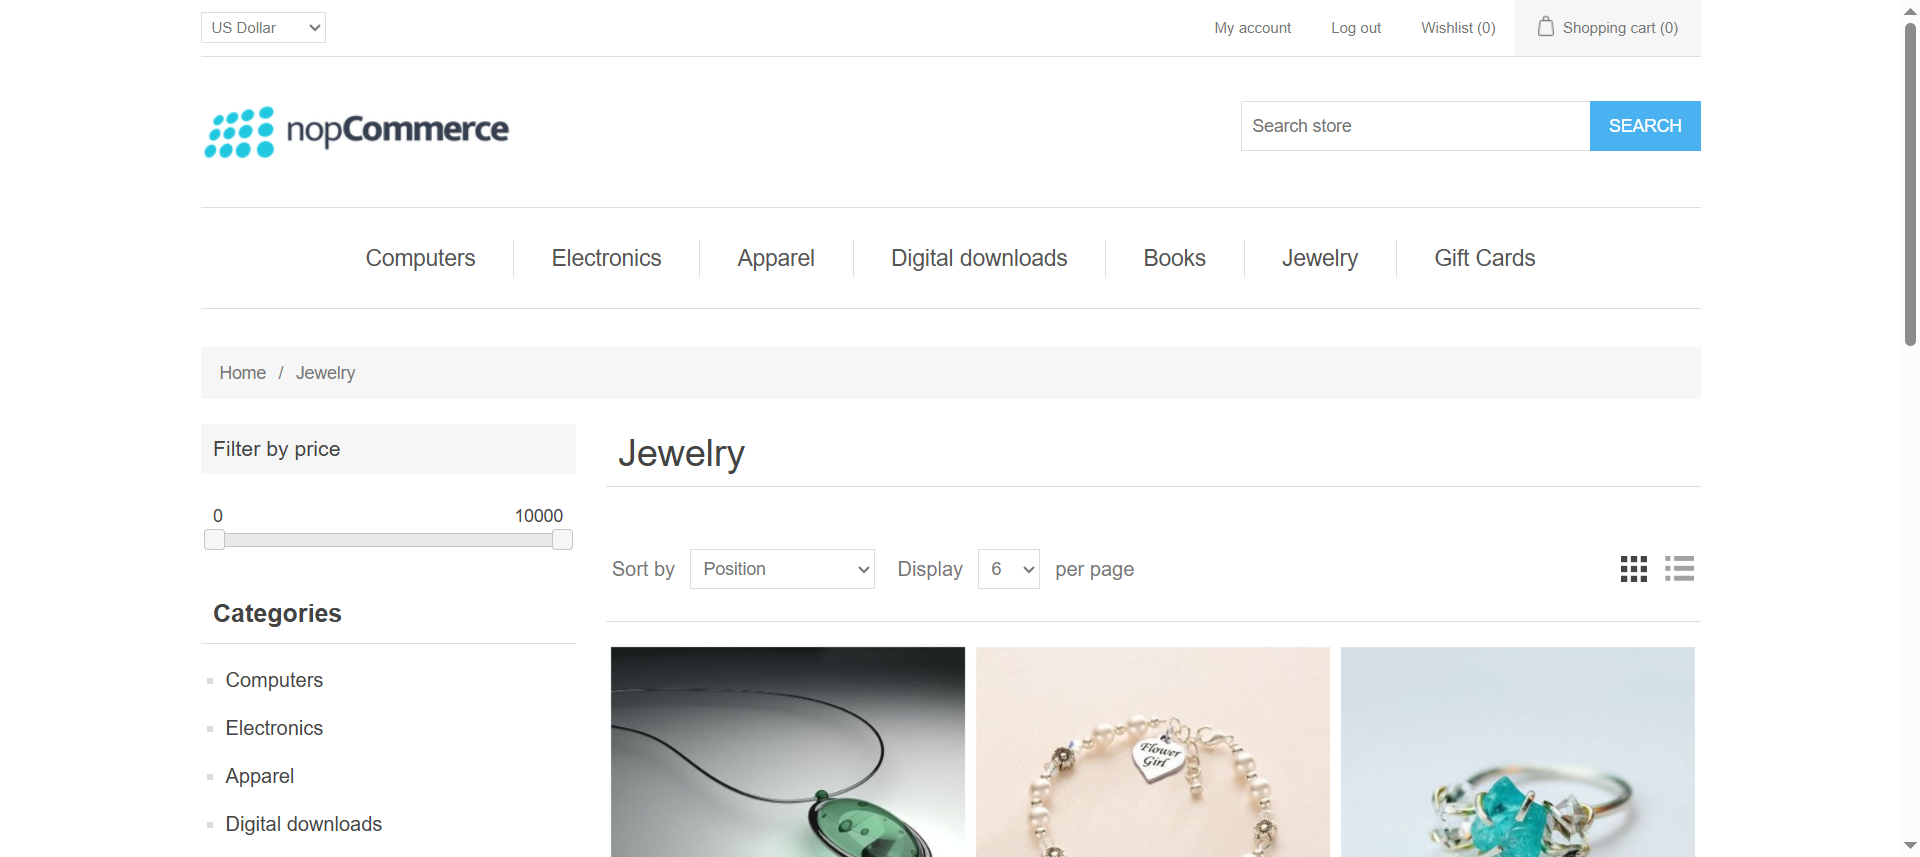 US Dollar
My account
Log out
Wishlist (0)
Shopping cart (0)
nopCommerce
Search store
SEARCH
Computers
Electronics
Apparel
Digital downloads
Books
Jewelry
Gift Cards
Home / Jewelry
Filter by price
0 10000
Categories
Computers
Electronics
Apparel
Digital downloads
Jewelry
Sort by Position Display 6 per page
Flower
Girl